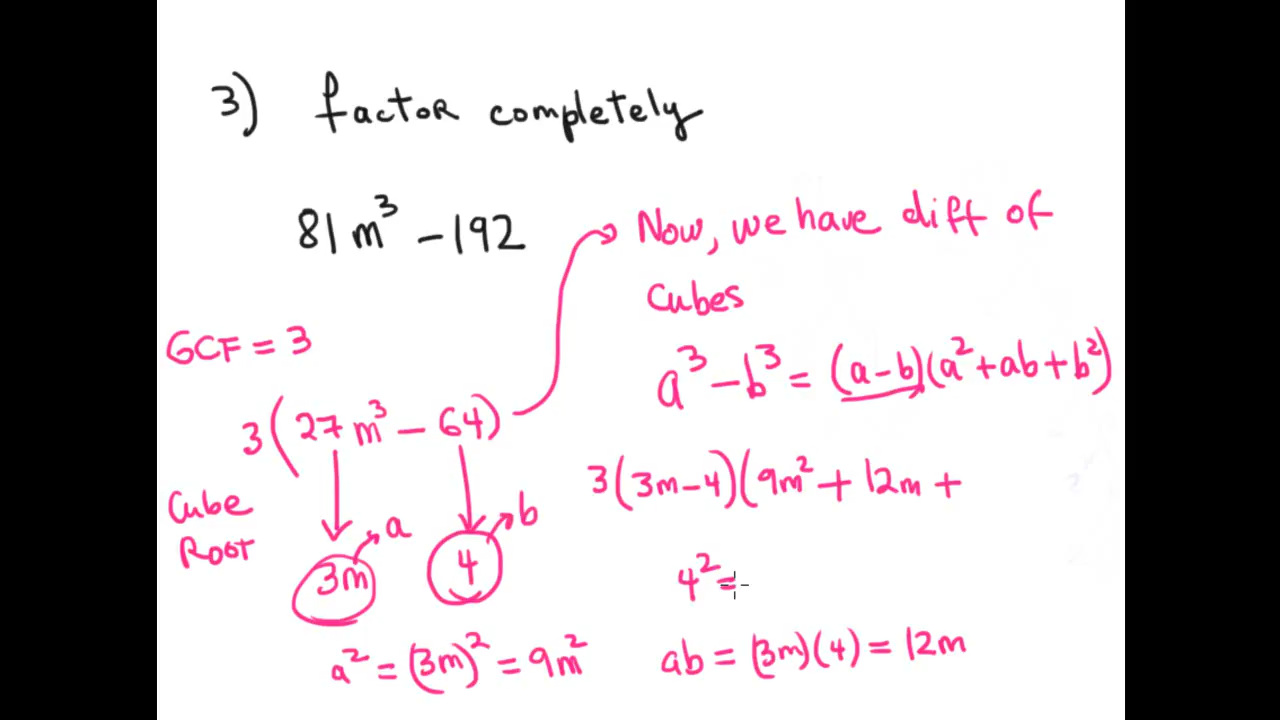 3) factor completely
81m³ - 192
Now, we have diff of
cubes
GCF = 3
a³ - b³ = (a - b)(a² + ab + b²)
3(27m³ - 64)
3(3m - 4)(9m² + 12m +
Cube
Root
a
b
3m
4
4² =
a² = (3m)² = 9m²
ab = (3m)(4) = 12m